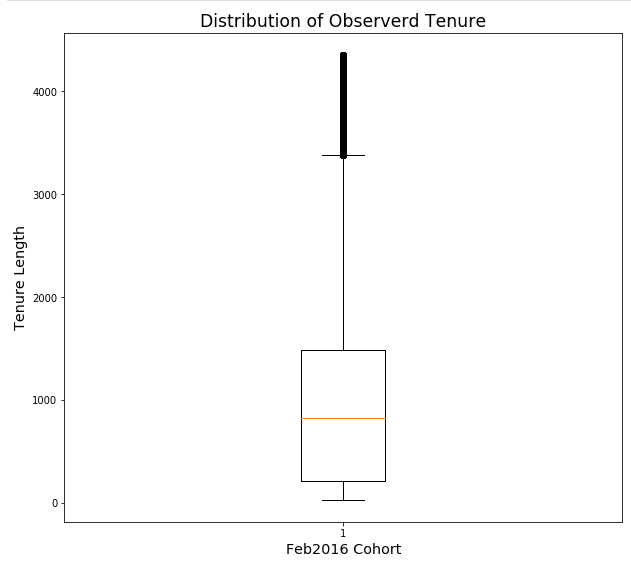 Distribution of Observerd Tenure
4000
3000
2000
1000
0
Tenure Length
1
Feb2016 Cohort